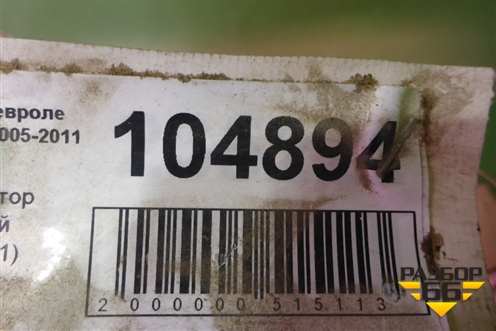 евроле
005-2011
104894
тор
й
1)
2 000000 515113
РАЗБОР
66